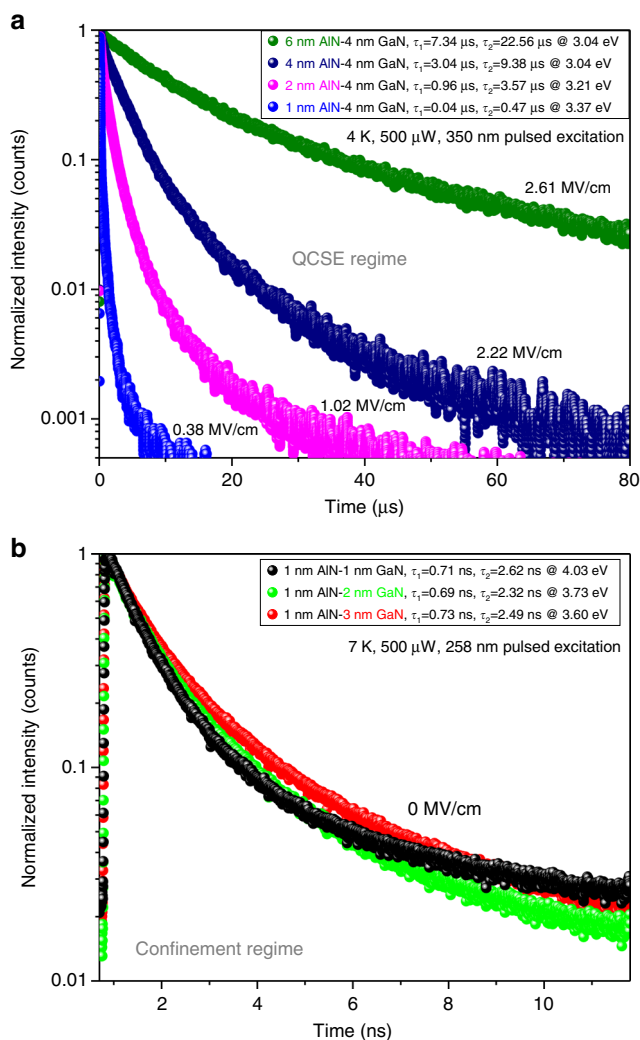 a
6 nm AlN-4 nm GaN, τ1=7.34 μs, τ2=22.56 μs @ 3.04 eV
4 nm AlN-4 nm GaN, τ1=3.04 μs, τ2=9.38 μs @ 3.04 eV
2 nm AlN-4 nm GaN, τ1=0.96 μs, τ2=3.57 μs @ 3.21 eV
1 nm AlN-4 nm GaN, τ1=0.04 μs, τ2=0.47 μs @ 3.37 eV
4 K, 500 μW, 350 nm pulsed excitation
2.61 MV/cm
QCSE regime
2.22 MV/cm
1.02 MV/cm
0.38 MV/cm
Normalized intensity (counts)
1
0.1
0.01
0.001
0 20 40 60 80
Time (μs)
b
1 nm AlN-1 nm GaN, τ1=0.71 ns, τ2=2.62 ns @ 4.03 eV
1 nm AlN-2 nm GaN, τ1=0.69 ns, τ2=2.32 ns @ 3.73 eV
1 nm AlN-3 nm GaN, τ1=0.73 ns, τ2=2.49 ns @ 3.60 eV
7 K, 500 μW, 258 nm pulsed excitation
0 MV/cm
Confinement regime
Normalized intensity (counts)
1
0.1
0.01
2 4 6 8 10
Time (ns)